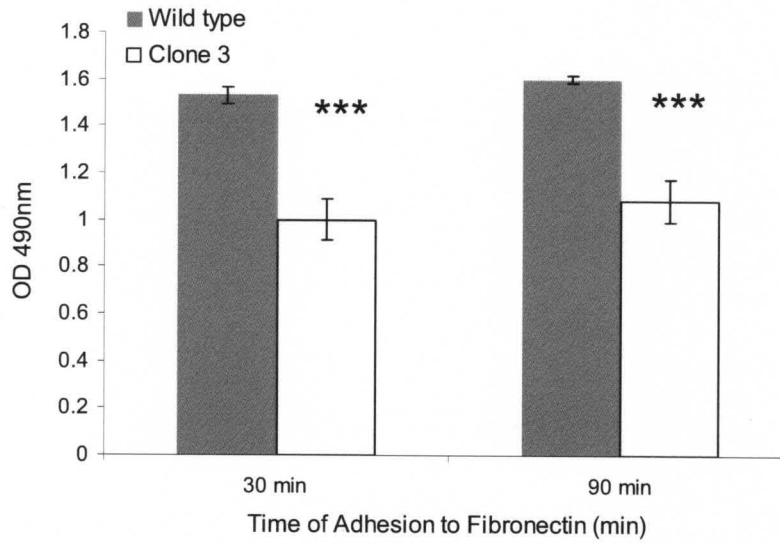 Wild type
Clone 3
1.8
1.6
1.4
1.2
1
0.8
0.6
0.4
0.2
0
OD 490nm
***
***
30 min
90 min
Time of Adhesion to Fibronectin (min)